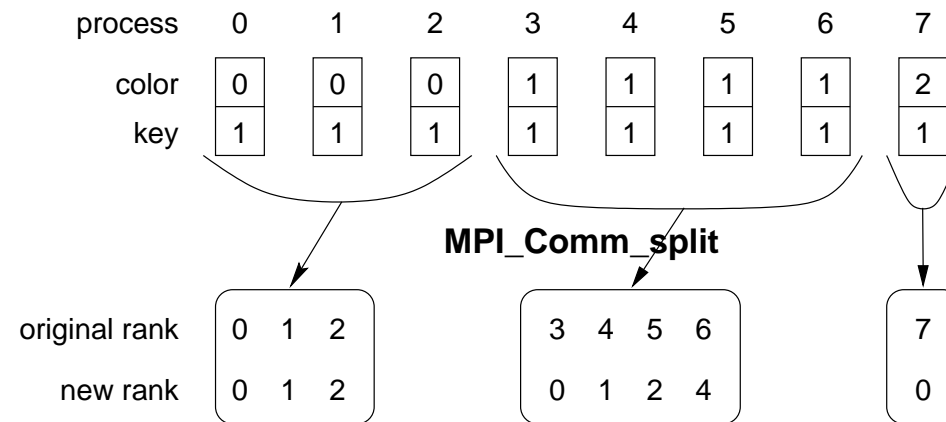 process 0 1 2 3 4 5 6 7
color 0 0 0 1 1 1 1 2
key 1 1 1 1 1 1 1 1
MPI_Comm_split
original rank 0 1 2 3 4 5 6 7
new rank 0 1 2 0 1 2 4 0